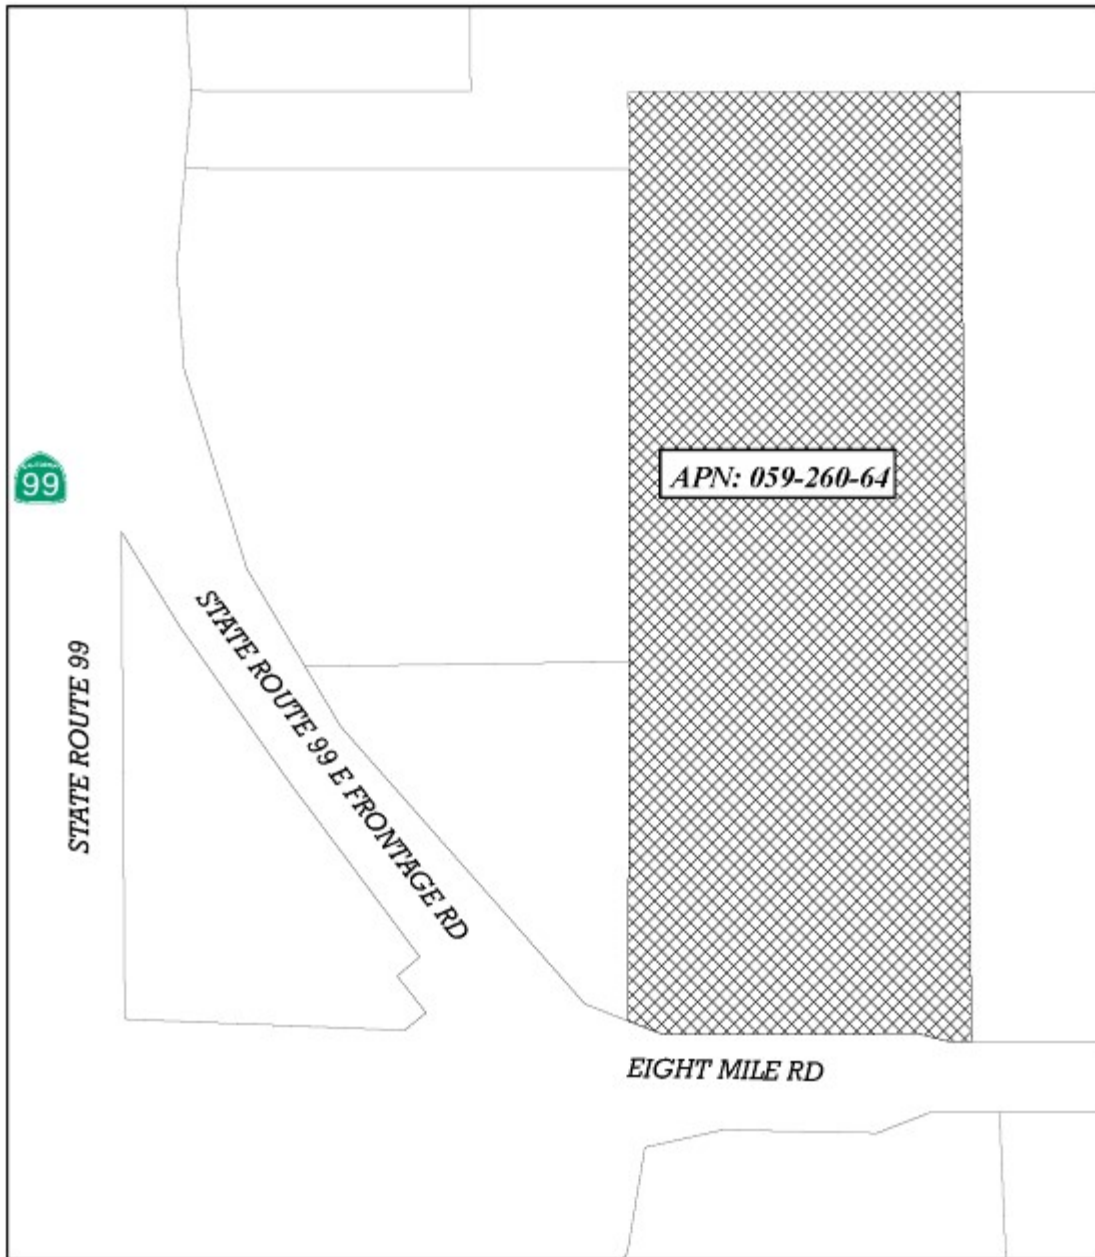 APN: 059-260-64
99
STATE ROUTE 99
STATE ROUTE 99 E FRONTAGE RD
EIGHT MILE RD